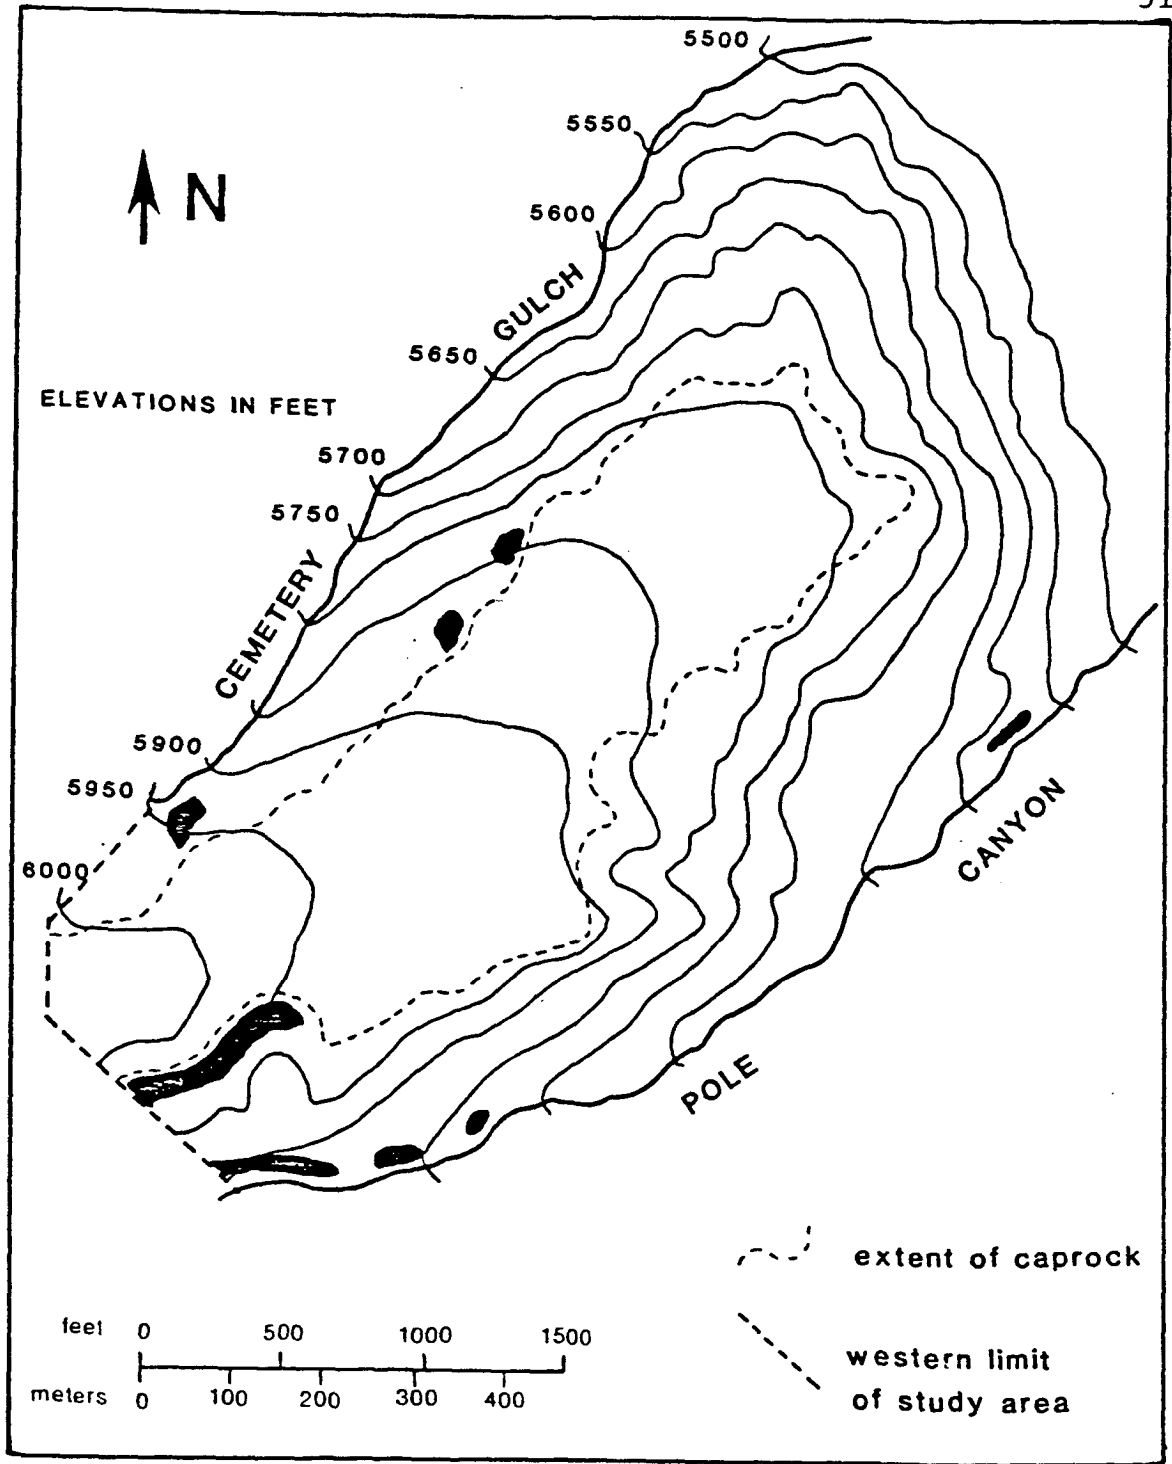 5500
5550
N
5600
GULCH
5650
ELEVATIONS IN FEET
5700
5750
CEMETERY
5900
5950
6000
CANYON
POLE
extent of caprock
feet 0 500 1000 1500
western limit
of study area
meters 0 100 200 300 400